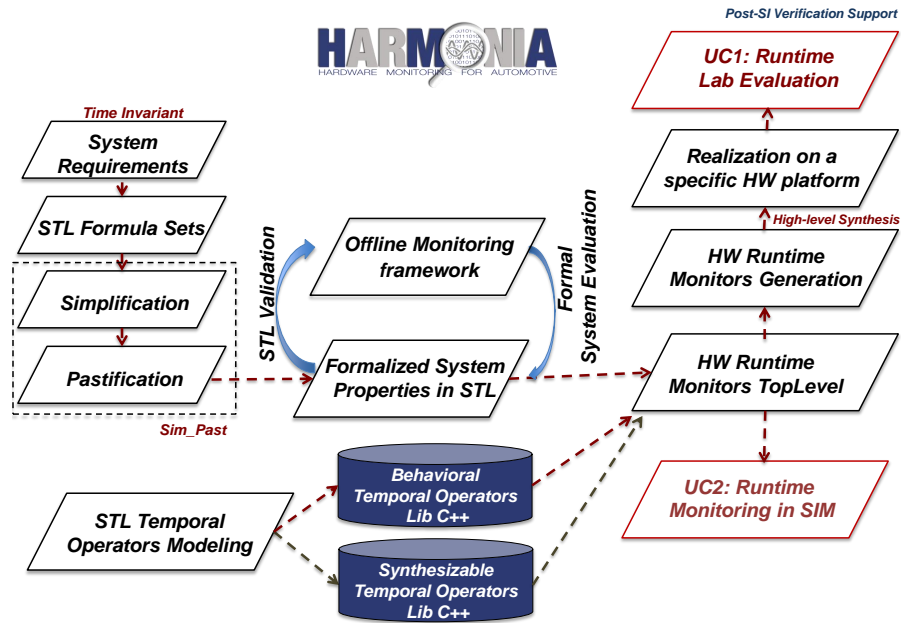 HARMONIA
HARDWARE MONITORING FOR AUTOMOTIVE
Post-SI Verification Support
UC1: Runtime
Lab Evaluation
Time Invariant
System
Requirements
STL Formula Sets
Simplification
Pastification
Sim_Past
STL Validation
Offline Monitoring
framework
Formal
System Evaluation
Formalized System
Properties in STL
Realization on a
specific HW platform
High-level Synthesis
HW Runtime
Monitors Generation
HW Runtime
Monitors TopLevel
UC2: Runtime
Monitoring in SIM
STL Temporal
Operators Modeling
Behavioral
Temporal Operators
Lib C++
Synthesizable
Temporal Operators
Lib C++